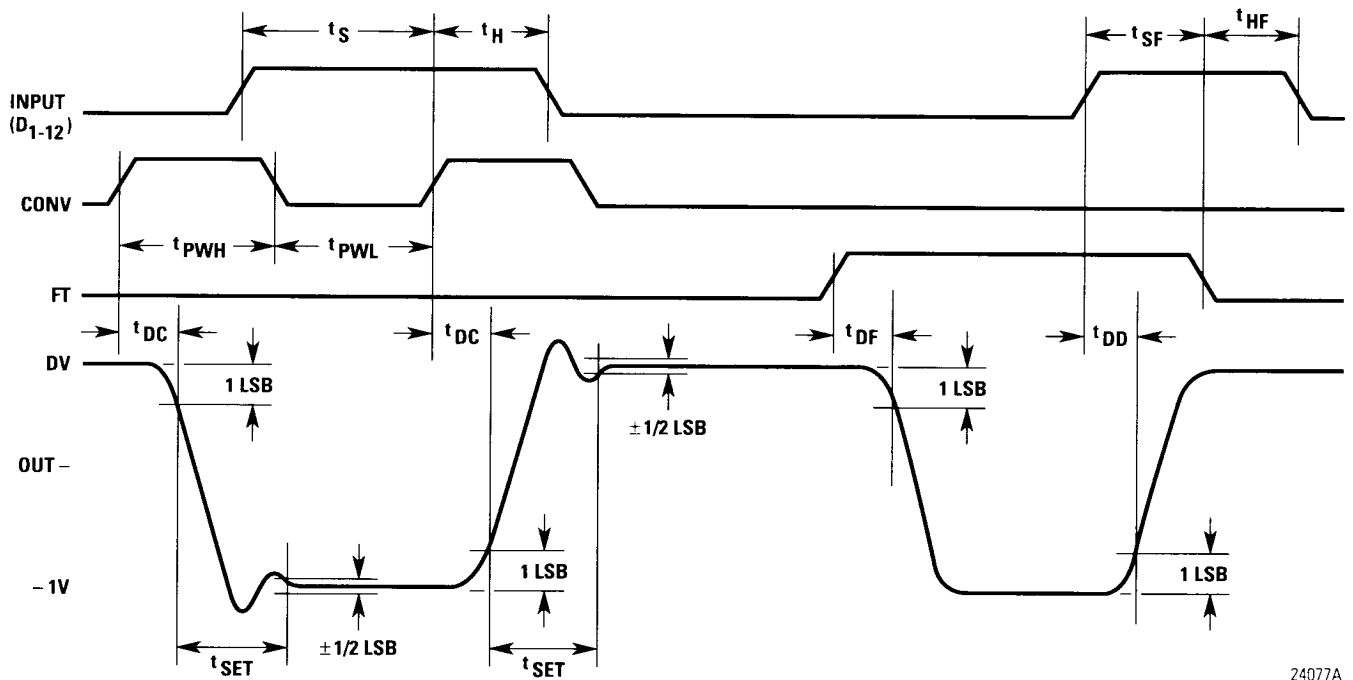 tS
tH
tSF
tHF
INPUT
(D1-12)
CONV
tPWH
tPWL
FT
tDC
tDC
tDF
tDD
DV
1 LSB
1 LSB
±1/2 LSB
OUT –
1 LSB
1 LSB
– 1V
±1/2 LSB
tSET
tSET
24077A